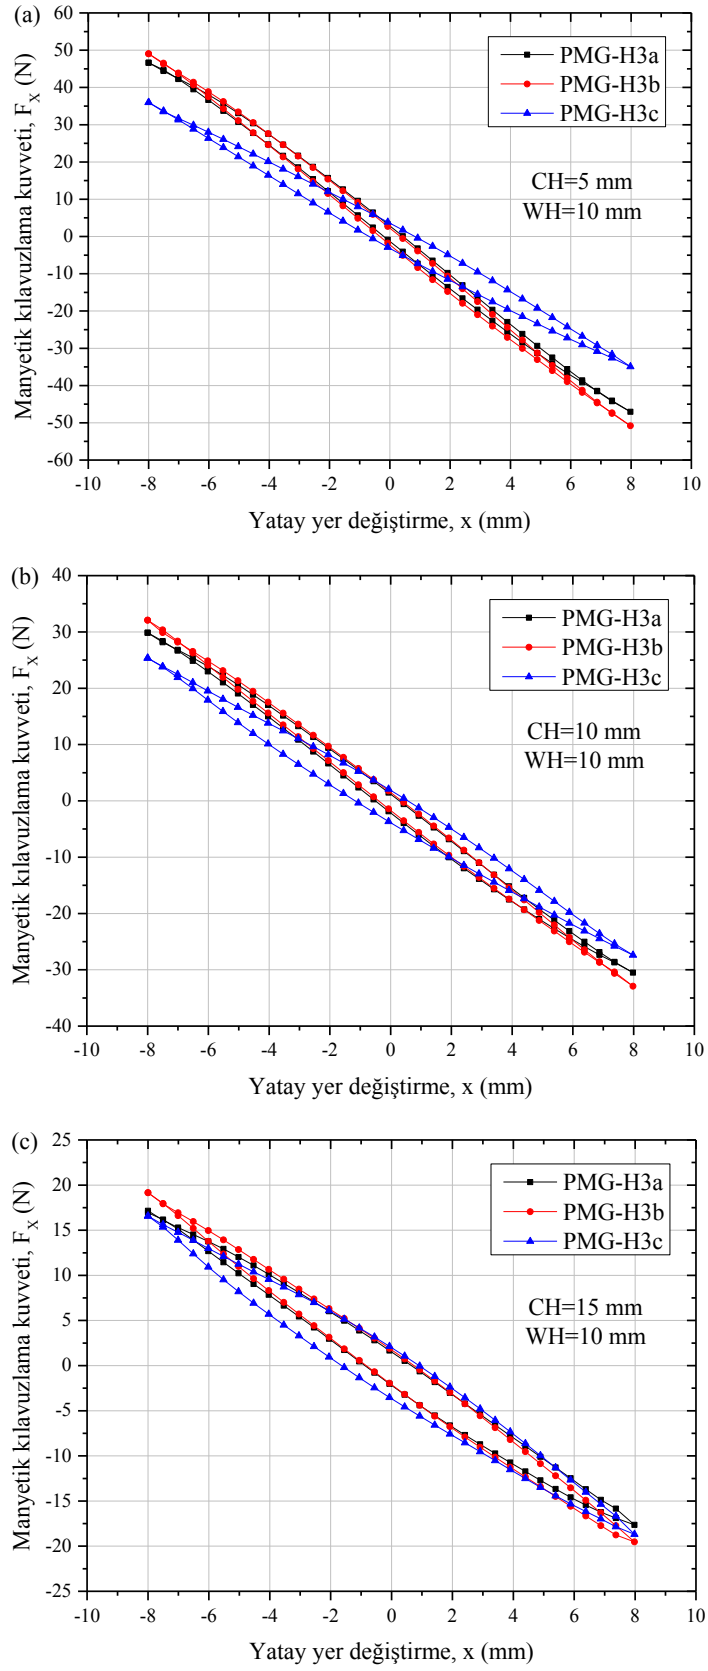 (a)
60
50
40
30
20
10
0
-10
-20
-30
-40
-50
-60
Manyetik kılavuzlama kuvveti, F_X (N)
PMG-H3a
PMG-H3b
PMG-H3c
CH=5 mm
WH=10 mm
-10 -8 -6 -4 -2 0 2 4 6 8 10
Yatay yer değiştirme, x (mm)
(b)
40
30
20
10
0
-10
-20
-30
-40
Manyetik kılavuzlama kuvveti, F_X (N)
PMG-H3a
PMG-H3b
PMG-H3c
CH=10 mm
WH=10 mm
-10 -8 -6 -4 -2 0 2 4 6 8 10
Yatay yer değiştirme, x (mm)
(c)
25
20
15
10
5
0
-5
-10
-15
-20
-25
Manyetik kılavuzlama kuvveti, F_X (N)
PMG-H3a
PMG-H3b
PMG-H3c
CH=15 mm
WH=10 mm
-10 -8 -6 -4 -2 0 2 4 6 8 10
Yatay yer değiştirme, x (mm)